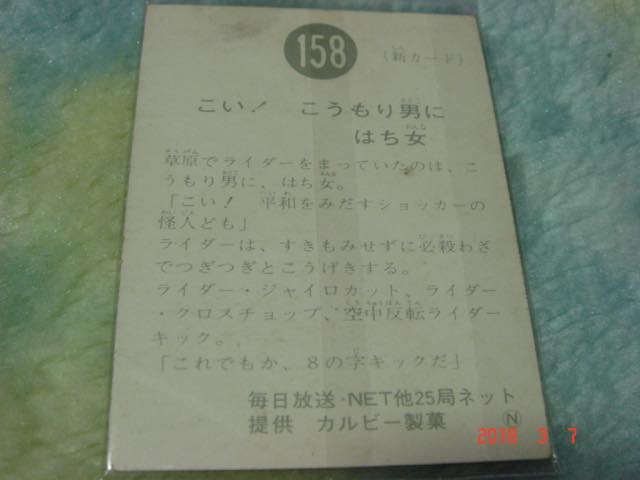 158
(新カード)
こい！ こうもり男に
はち女
草原でライダーをまっていたのは、こ
うもり男に、はち女。
「こい！ 平和をみだすショッカーの
怪人ども」
ライダーは、すきもみせずに必殺わざ
でつぎつぎとこうげきする。
ライダー・ジャイロカット、ライダー
・クロスチョップ、空中反転ライダー
キック。
「これでもか、8の字キックだ」
毎日放送・NET他25局ネット
提供 カルビー製菓 Ⓝ
2018. 3. 7